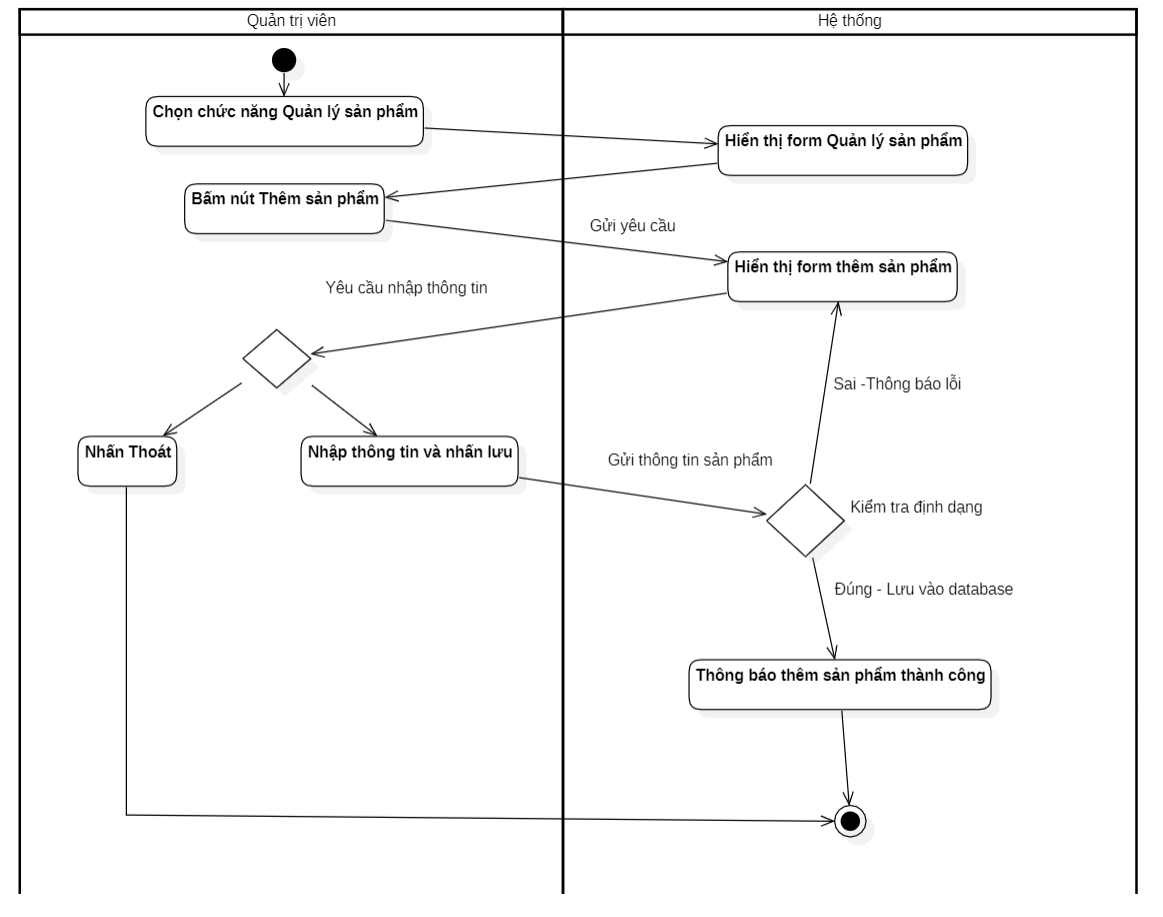 Quản trị viên
Hệ thống
Chọn chức năng Quản lý sản phẩm
Hiển thị form Quản lý sản phẩm
Bấm nút Thêm sản phẩm
Gửi yêu cầu
Hiển thị form thêm sản phẩm
Yêu cầu nhập thông tin
Sai -Thông báo lỗi
Nhấn Thoát
Nhập thông tin và nhấn lưu
Gửi thông tin sản phẩm
Kiểm tra định dạng
Đúng - Lưu vào database
Thông báo thêm sản phẩm thành công